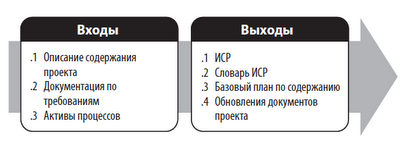 Входы
.1 Описание содержания
проекта
.2 Документация по
требованиям
.3 Активы процессов
Выходы
.1 ИСР
.2 Словарь ИСР
.3 Базовый план по содержанию
.4 Обновления документов
проекта